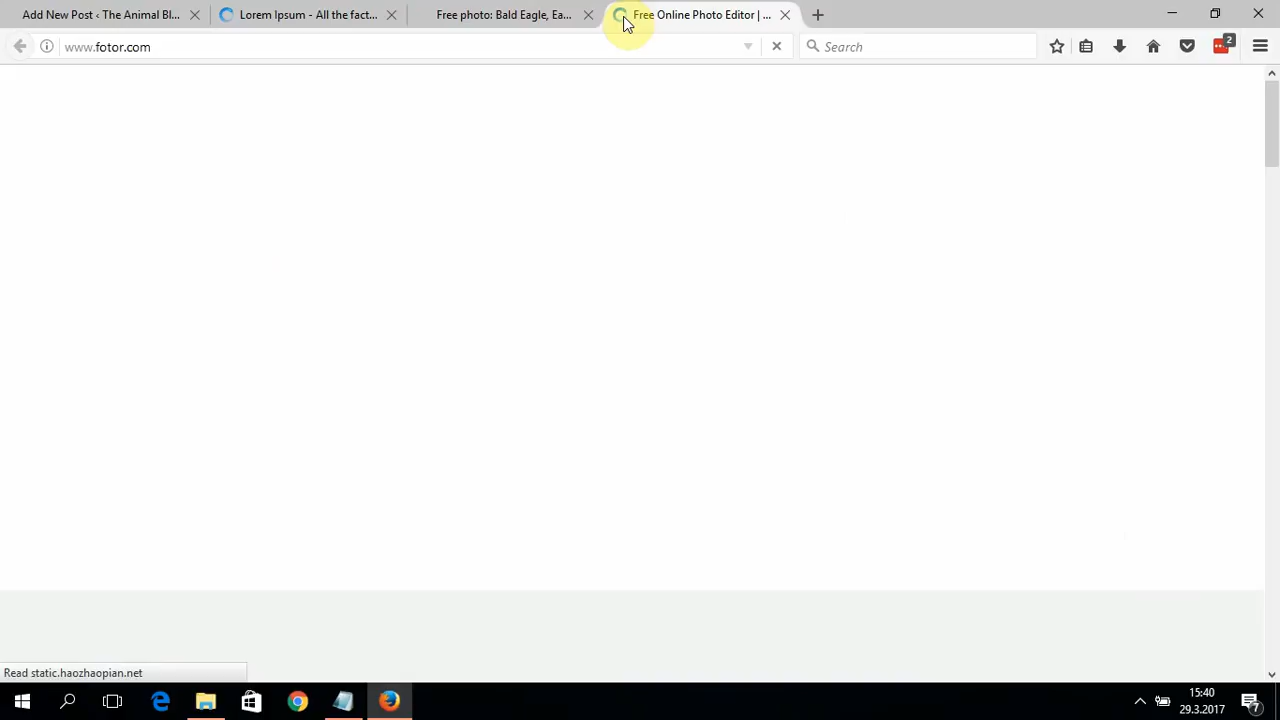 Add New Post ‹ The Animal Bl...
Lorem Ipsum - All the fact...
Free photo: Bald Eagle, Ea...
Free Online Photo Editor | ...
www.fotor.com
Search
2
Read static.haozhaopian.net
15:40
29.3.2017
7